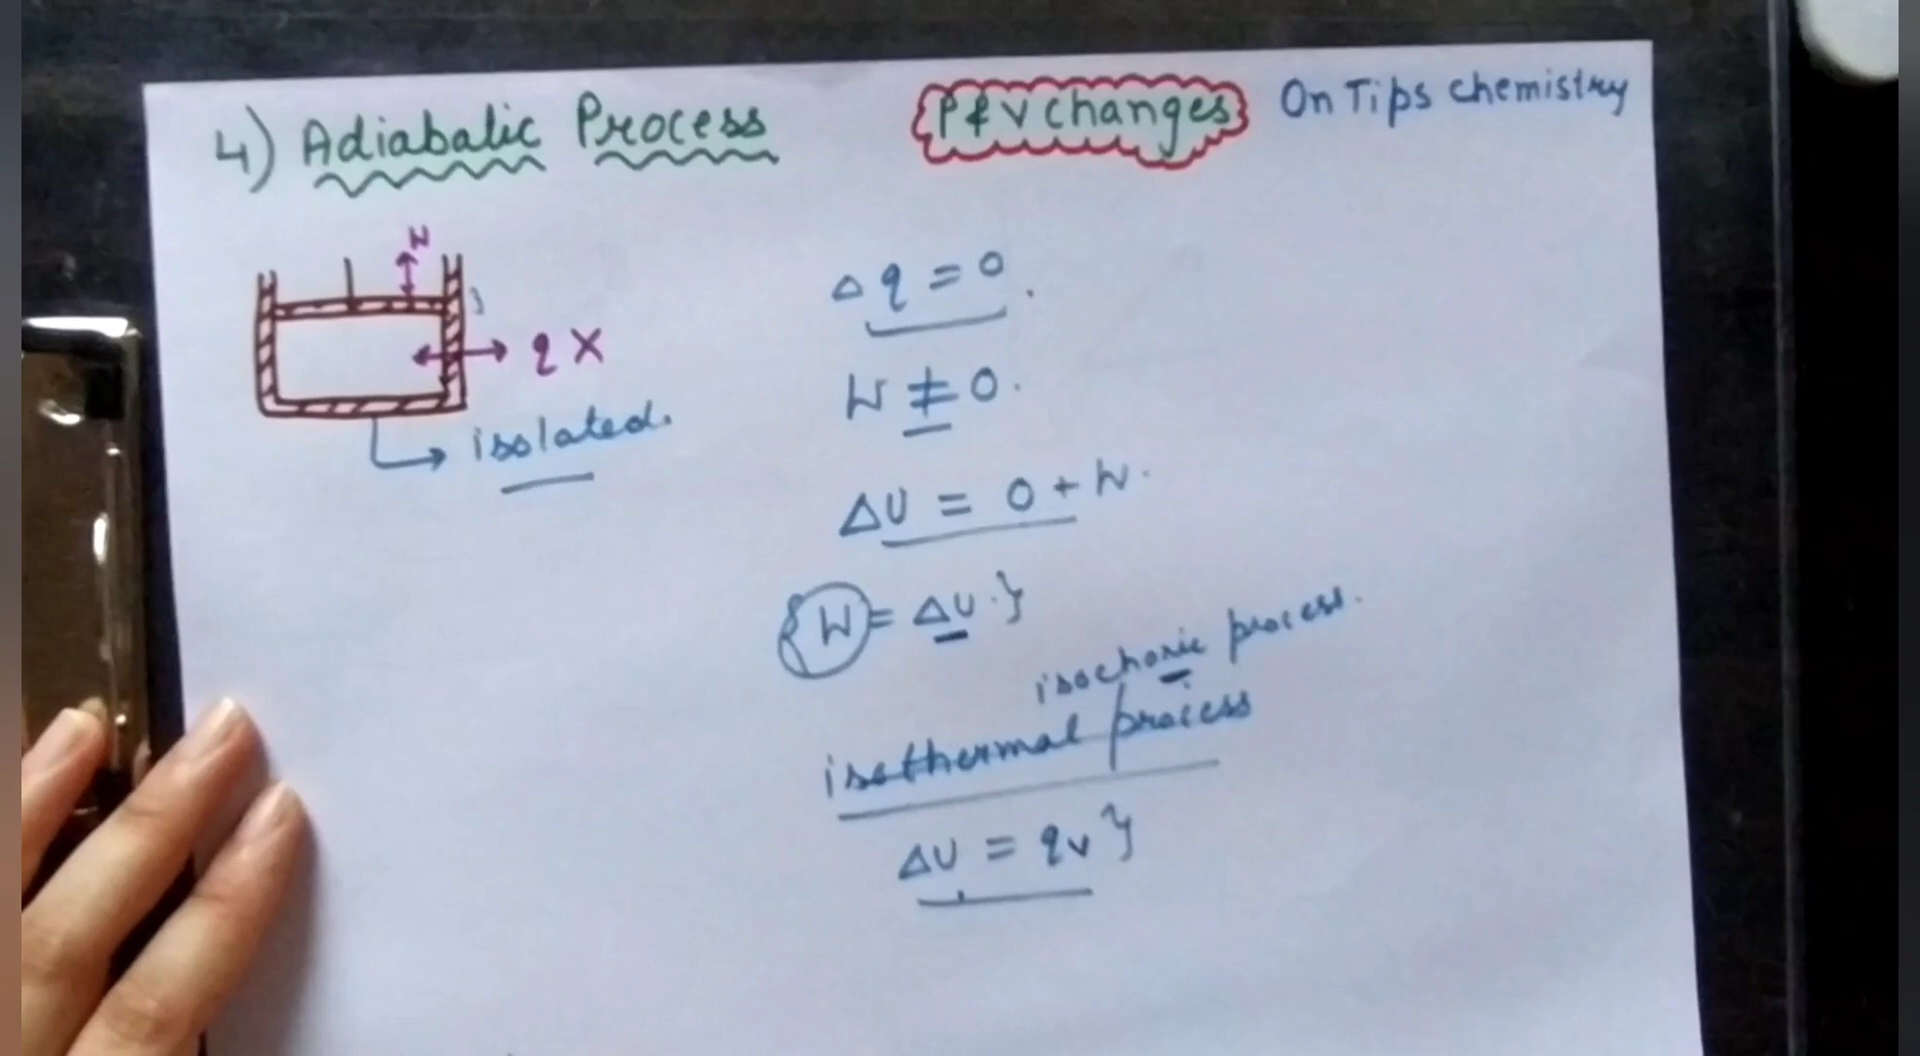 4) Adiabatic Process
P & V changes
On Tips chemistry
W
q X
isolated.
Δq = 0.
W ≠ 0.
ΔU = 0 + W.
{W = ΔU.}
isochoric process.
isothermal process
ΔU = qv}